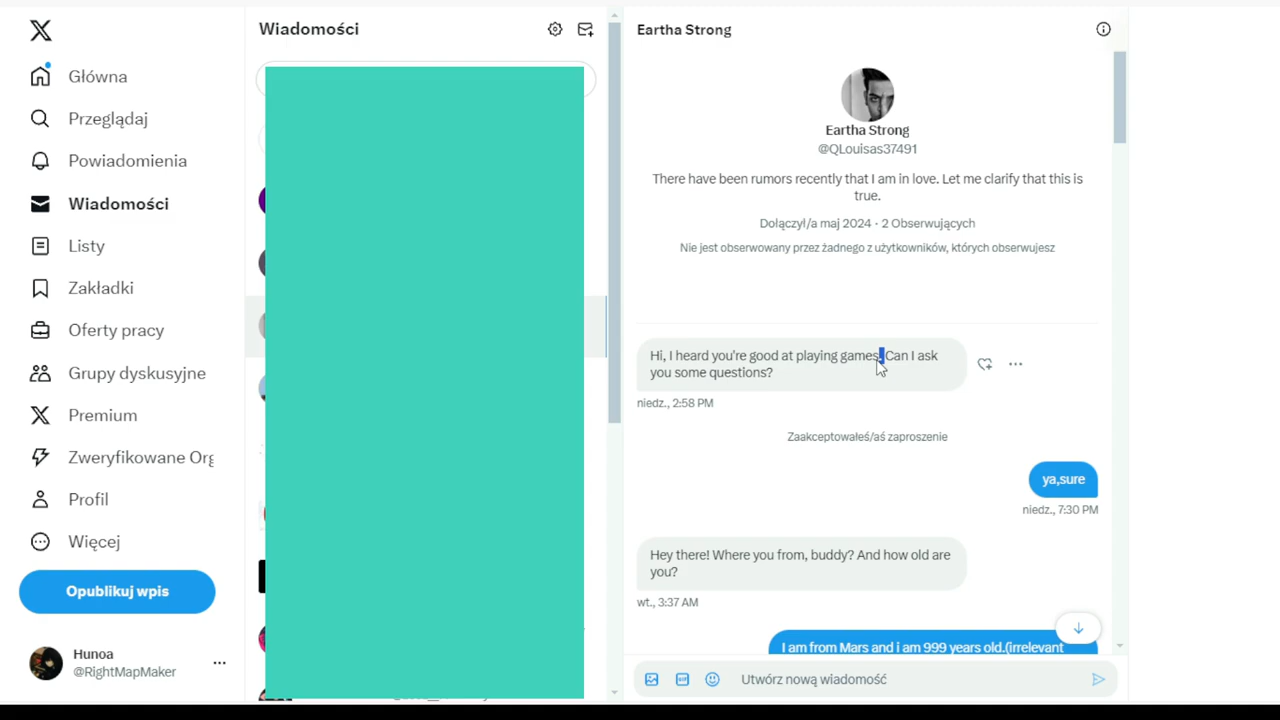 Główna
Przeglądaj
Powiadomienia
Wiadomości
Listy
Zakładki
Oferty pracy
Grupy dyskusyjne
Premium
Zweryfikowane Org
Profil
Więcej
Opublikuj wpis
Hunoa
@RightMapMaker
Wiadomości
Eartha Strong
Eartha Strong
@QLouisas37491
There have been rumors recently that I am in love. Let me clarify that this is
true.
Dołączył/a maj 2024 · 2 Obserwujących
Nie jest obserwowany przez żadnego z użytkowników, których obserwujesz
Hi, I heard you're good at playing games. Can I ask
you some questions?
niedz., 2:58 PM
Zaakceptowałeś/aś zaproszenie
ya,sure
niedz., 7:30 PM
Hey there! Where you from, buddy? And how old are
you?
wt., 3:37 AM
I am from Mars and i am 999 years old.(irrelevant
Utwórz nową wiadomość